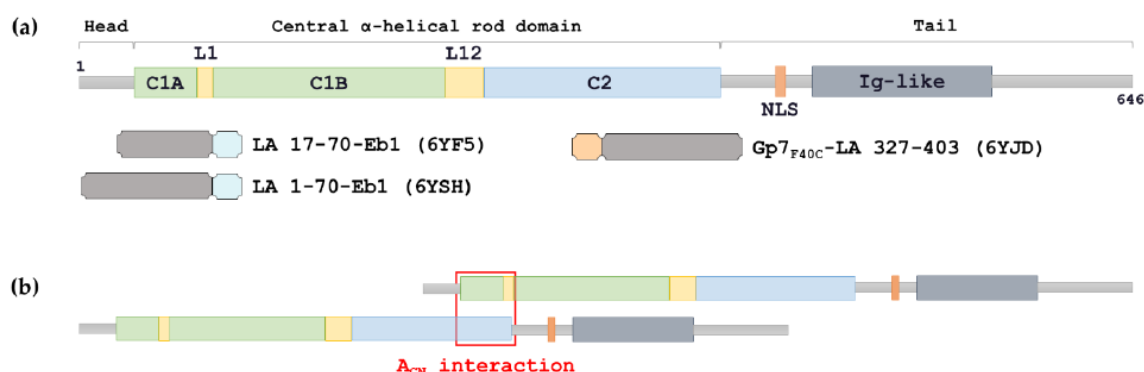 (a)
Head Central α-helical rod domain Tail
1 L1 L12
C1A C1B C2 Ig-like
NLS 646
LA 17-70-Eb1 (6YF5) Gp7F40C-LA 327-403 (6YJD)
LA 1-70-Eb1 (6YSH)
(b)
ACN interaction